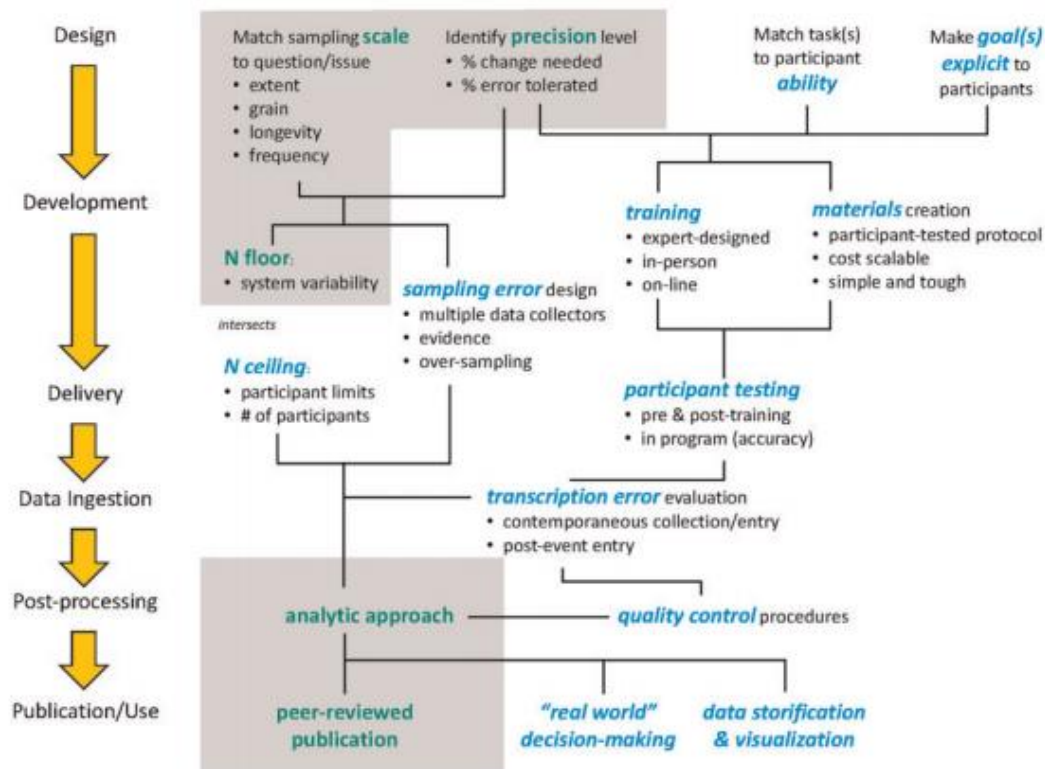 Design
Match sampling scale
to question/issue
• extent
• grain
• longevity
• frequency
Identify precision level
• % change needed
• % error tolerated
Match task(s)
to participant
ability
Make goal(s)
explicit to
participants
Development
N floor:
• system variability
sampling error design
• multiple data collectors
• evidence
• over-sampling
training
• expert-designed
• in-person
• on-line
materials creation
• participant-tested protocol
• cost scalable
• simple and tough
intersects
Delivery
N ceiling:
• participant limits
• # of participants
participant testing
• pre & post-training
• in program (accuracy)
Data Ingestion
transcription error evaluation
• contemporaneous collection/entry
• post-event entry
Post-processing
analytic approach
quality control procedures
Publication/Use
peer-reviewed
publication
"real world"
decision-making
data storification
& visualization